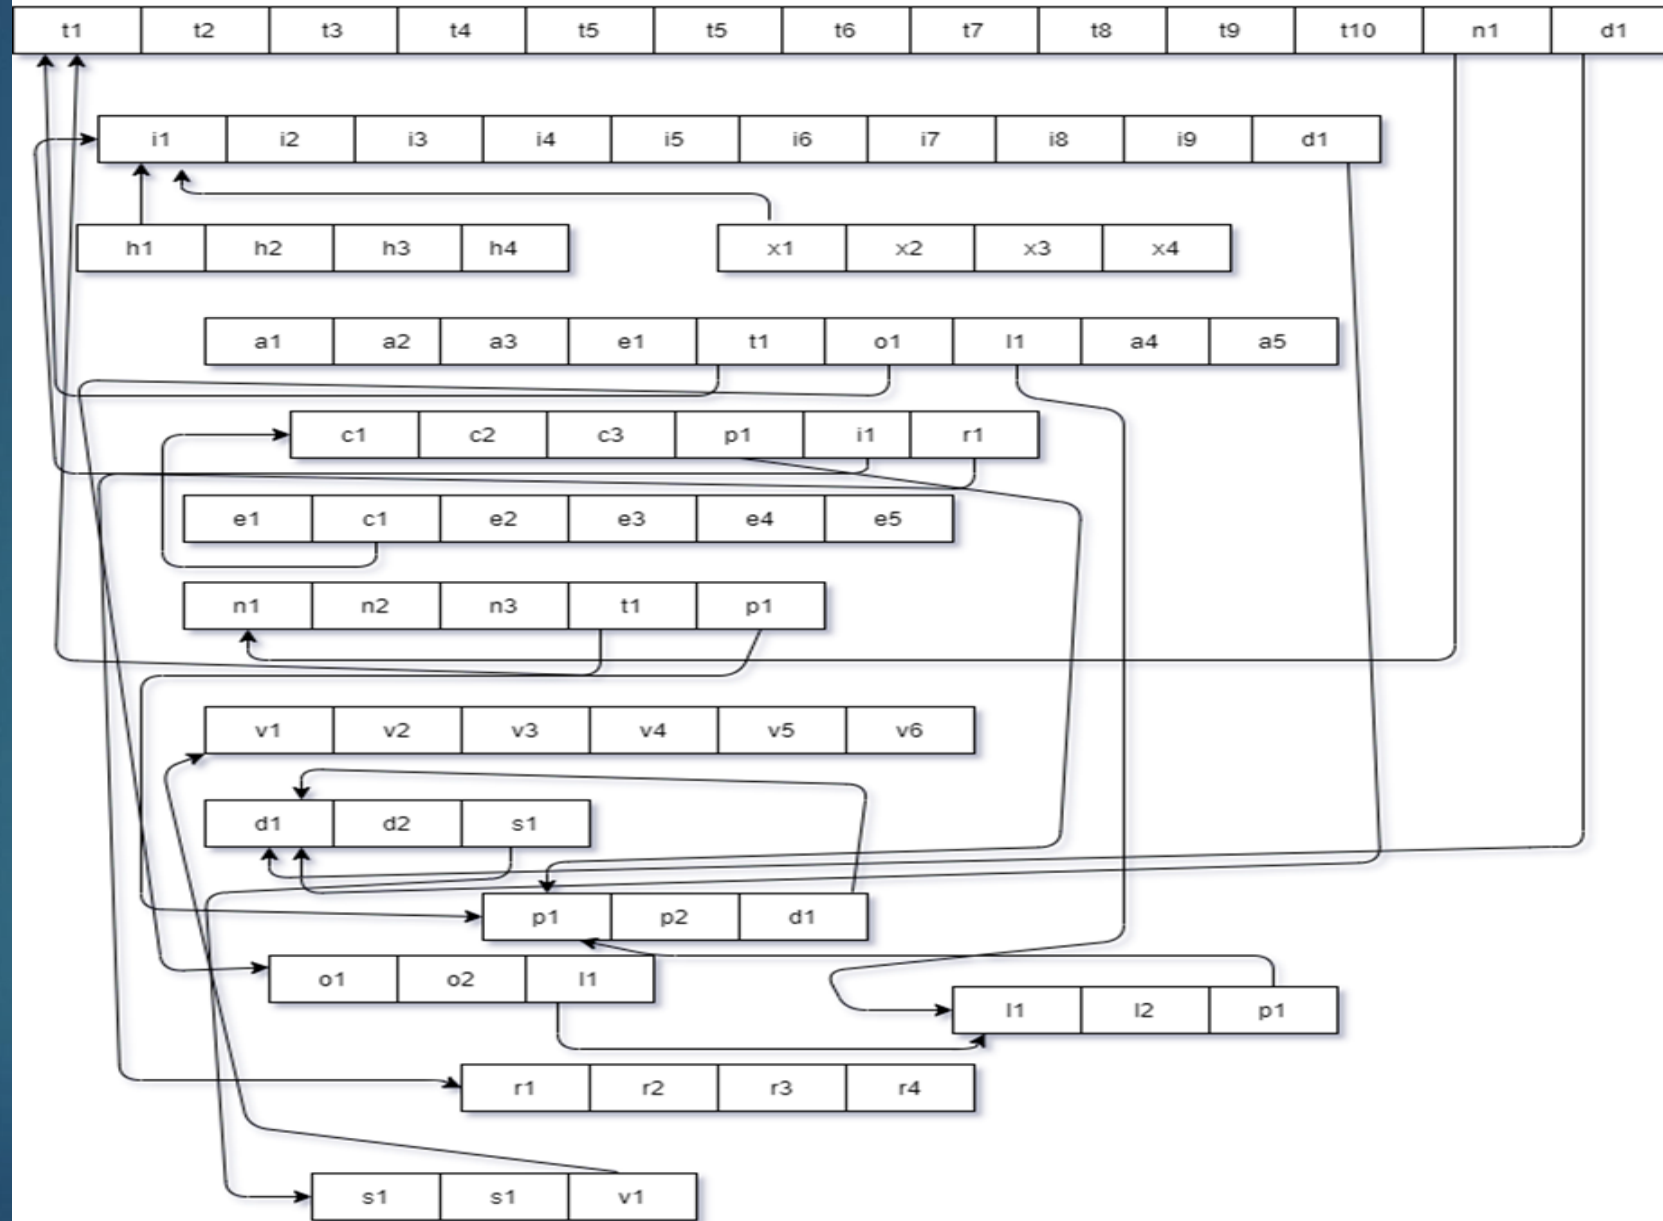 t1 t2 t3 t4 t5 t5 t6 t7 t8 t9 t10 n1 d1
i1 i2 i3 i4 i5 i6 i7 i8 i9 d1
h1 h2 h3 h4 x1 x2 x3 x4
a1 a2 a3 e1 t1 o1 l1 a4 a5
c1 c2 c3 p1 i1 r1
e1 c1 e2 e3 e4 e5
n1 n2 n3 t1 p1
v1 v2 v3 v4 v5 v6
d1 d2 s1
p1 p2 d1
o1 o2 l1
l1 l2 p1
r1 r2 r3 r4
s1 s1 v1